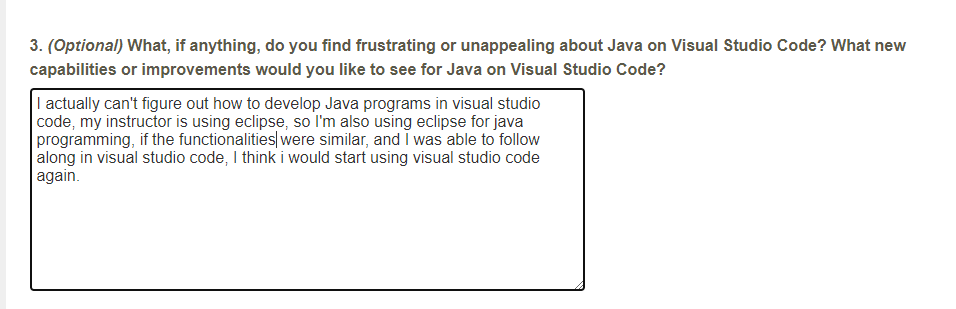 3. (Optional) What, if anything, do you find frustrating or unappealing about Java on Visual Studio Code? What new
capabilities or improvements would you like to see for Java on Visual Studio Code?
I actually can't figure out how to develop Java programs in visual studio
code, my instructor is using eclipse, so I'm also using eclipse for java
programming, if the functionalities were similar, and I was able to follow
along in visual studio code, I think i would start using visual studio code
again.